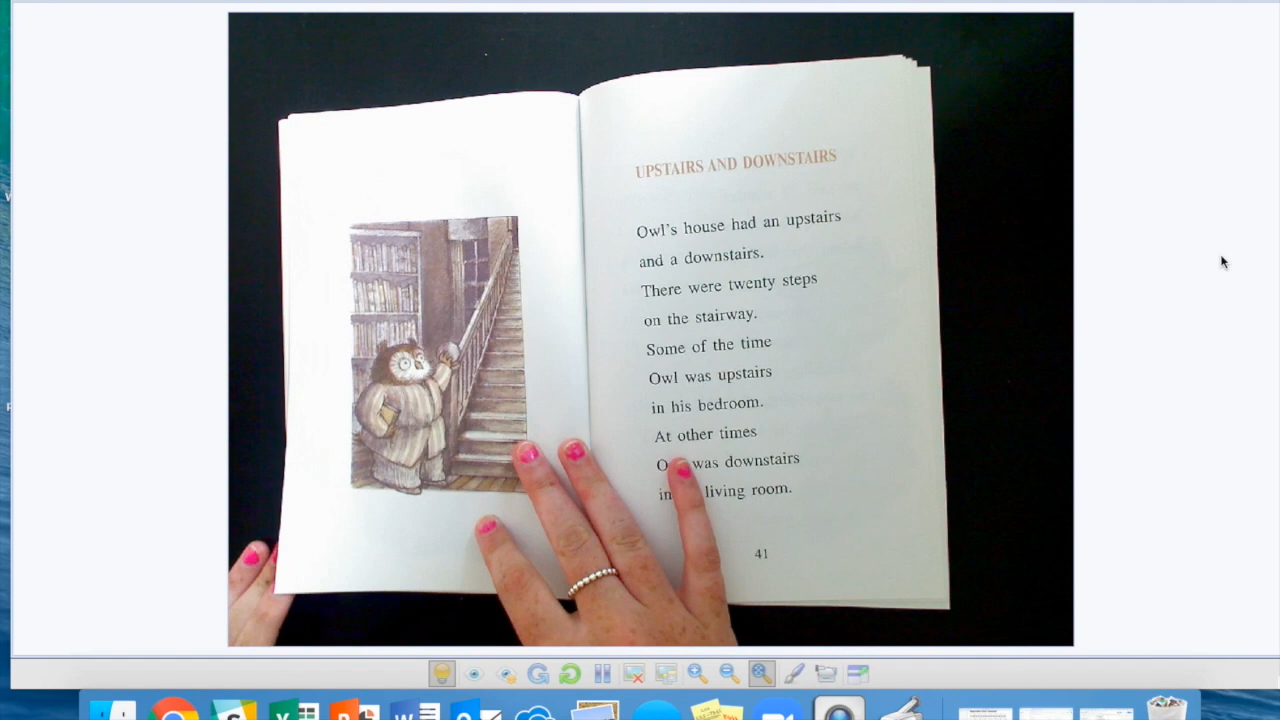 UPSTAIRS AND DOWNSTAIRS
Owl's house had an upstairs
and a downstairs.
There were twenty steps
on the stairway.
Some of the time
Owl was upstairs
in his bedroom.
At other times
was downstairs
in living room.
41